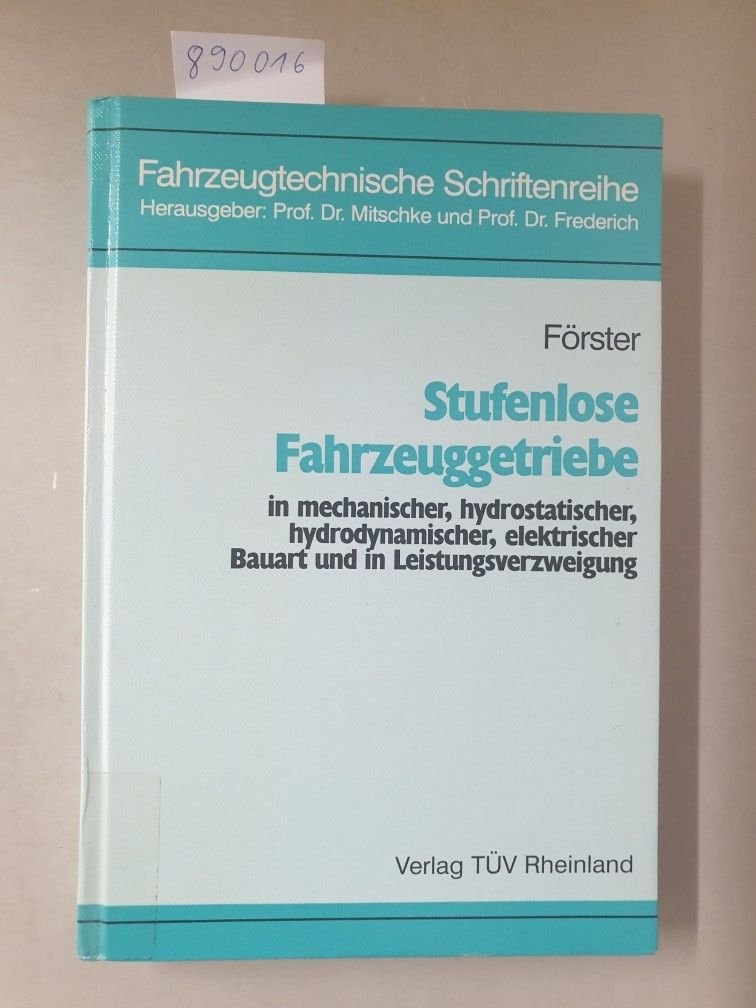 890016
Fahrzeugtechnische Schriftenreihe
Herausgeber: Prof. Dr. Mitschke und Prof. Dr. Frederich
Förster
Stufenlose
Fahrzeuggetriebe
in mechanischer, hydrostatischer,
hydrodynamischer, elektrischer
Bauart und in Leistungsverzweigung
Verlag TÜV Rheinland